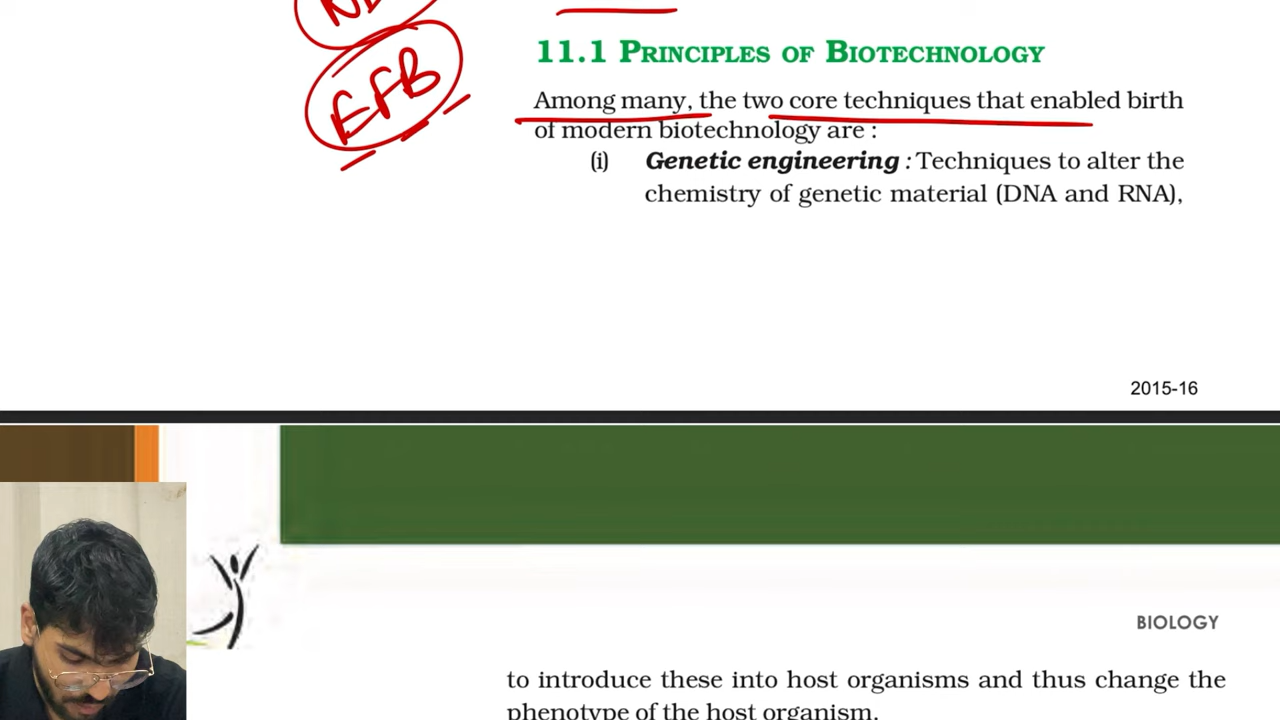 EFB
11.1 PRINCIPLES OF BIOTECHNOLOGY
Among many, the two core techniques that enabled birth
of modern biotechnology are :
(i) Genetic engineering : Techniques to alter the
chemistry of genetic material (DNA and RNA),
2015-16
BIOLOGY
to introduce these into host organisms and thus change the
phenotype of the host organism.